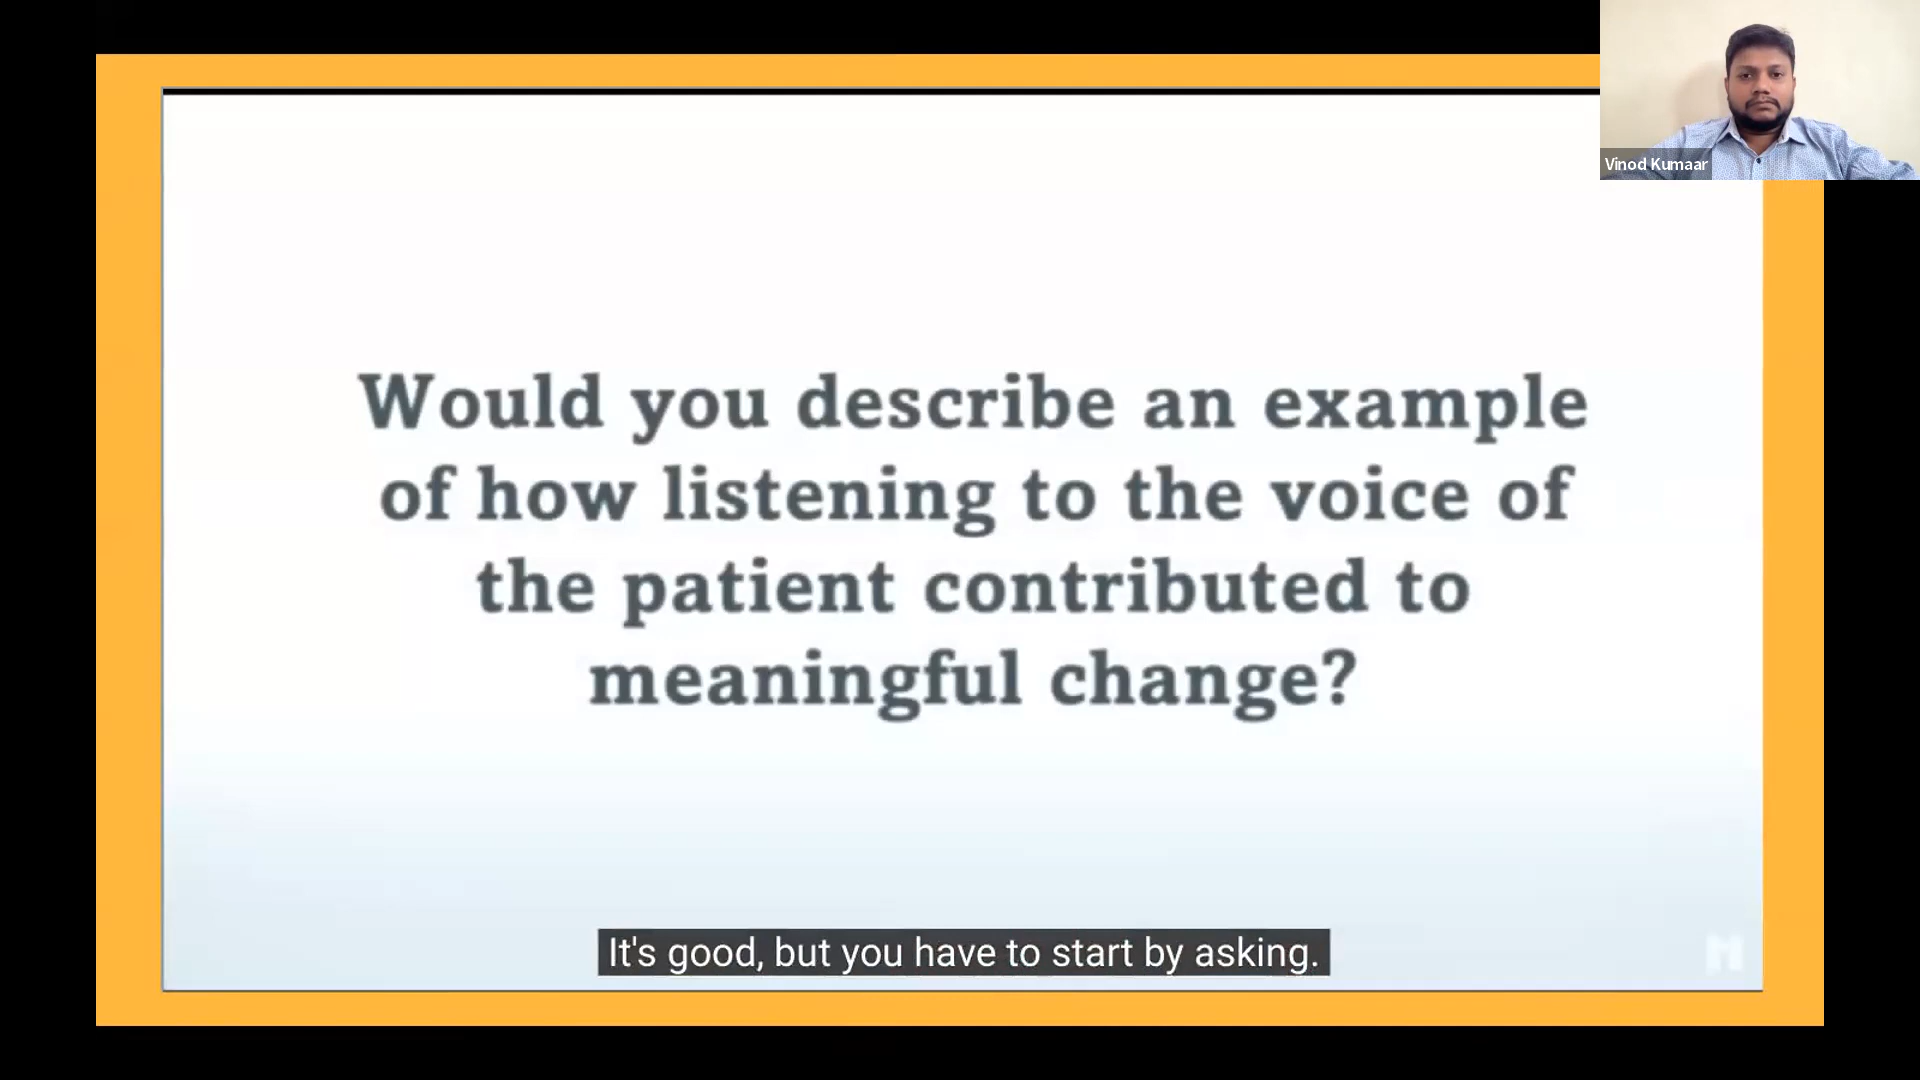 Vinod Kumaar
Would you describe an example
of how listening to the voice of
the patient contributed to
meaningful change?
It's good, but you have to start by asking.
M